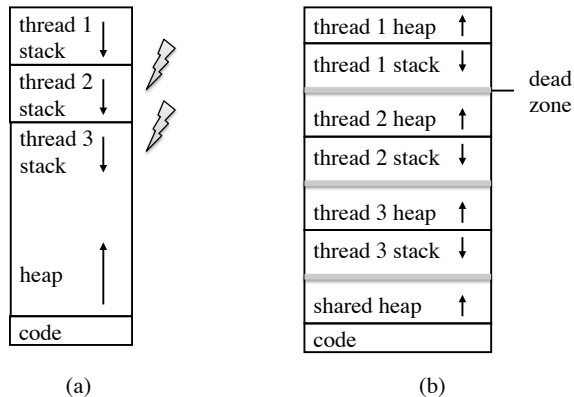 thread 1
stack
thread 2
stack
thread 3
stack
heap
code
(a)
thread 1 heap
thread 1 stack
dead
zone
thread 2 heap
thread 2 stack
thread 3 heap
thread 3 stack
shared heap
code
(b)